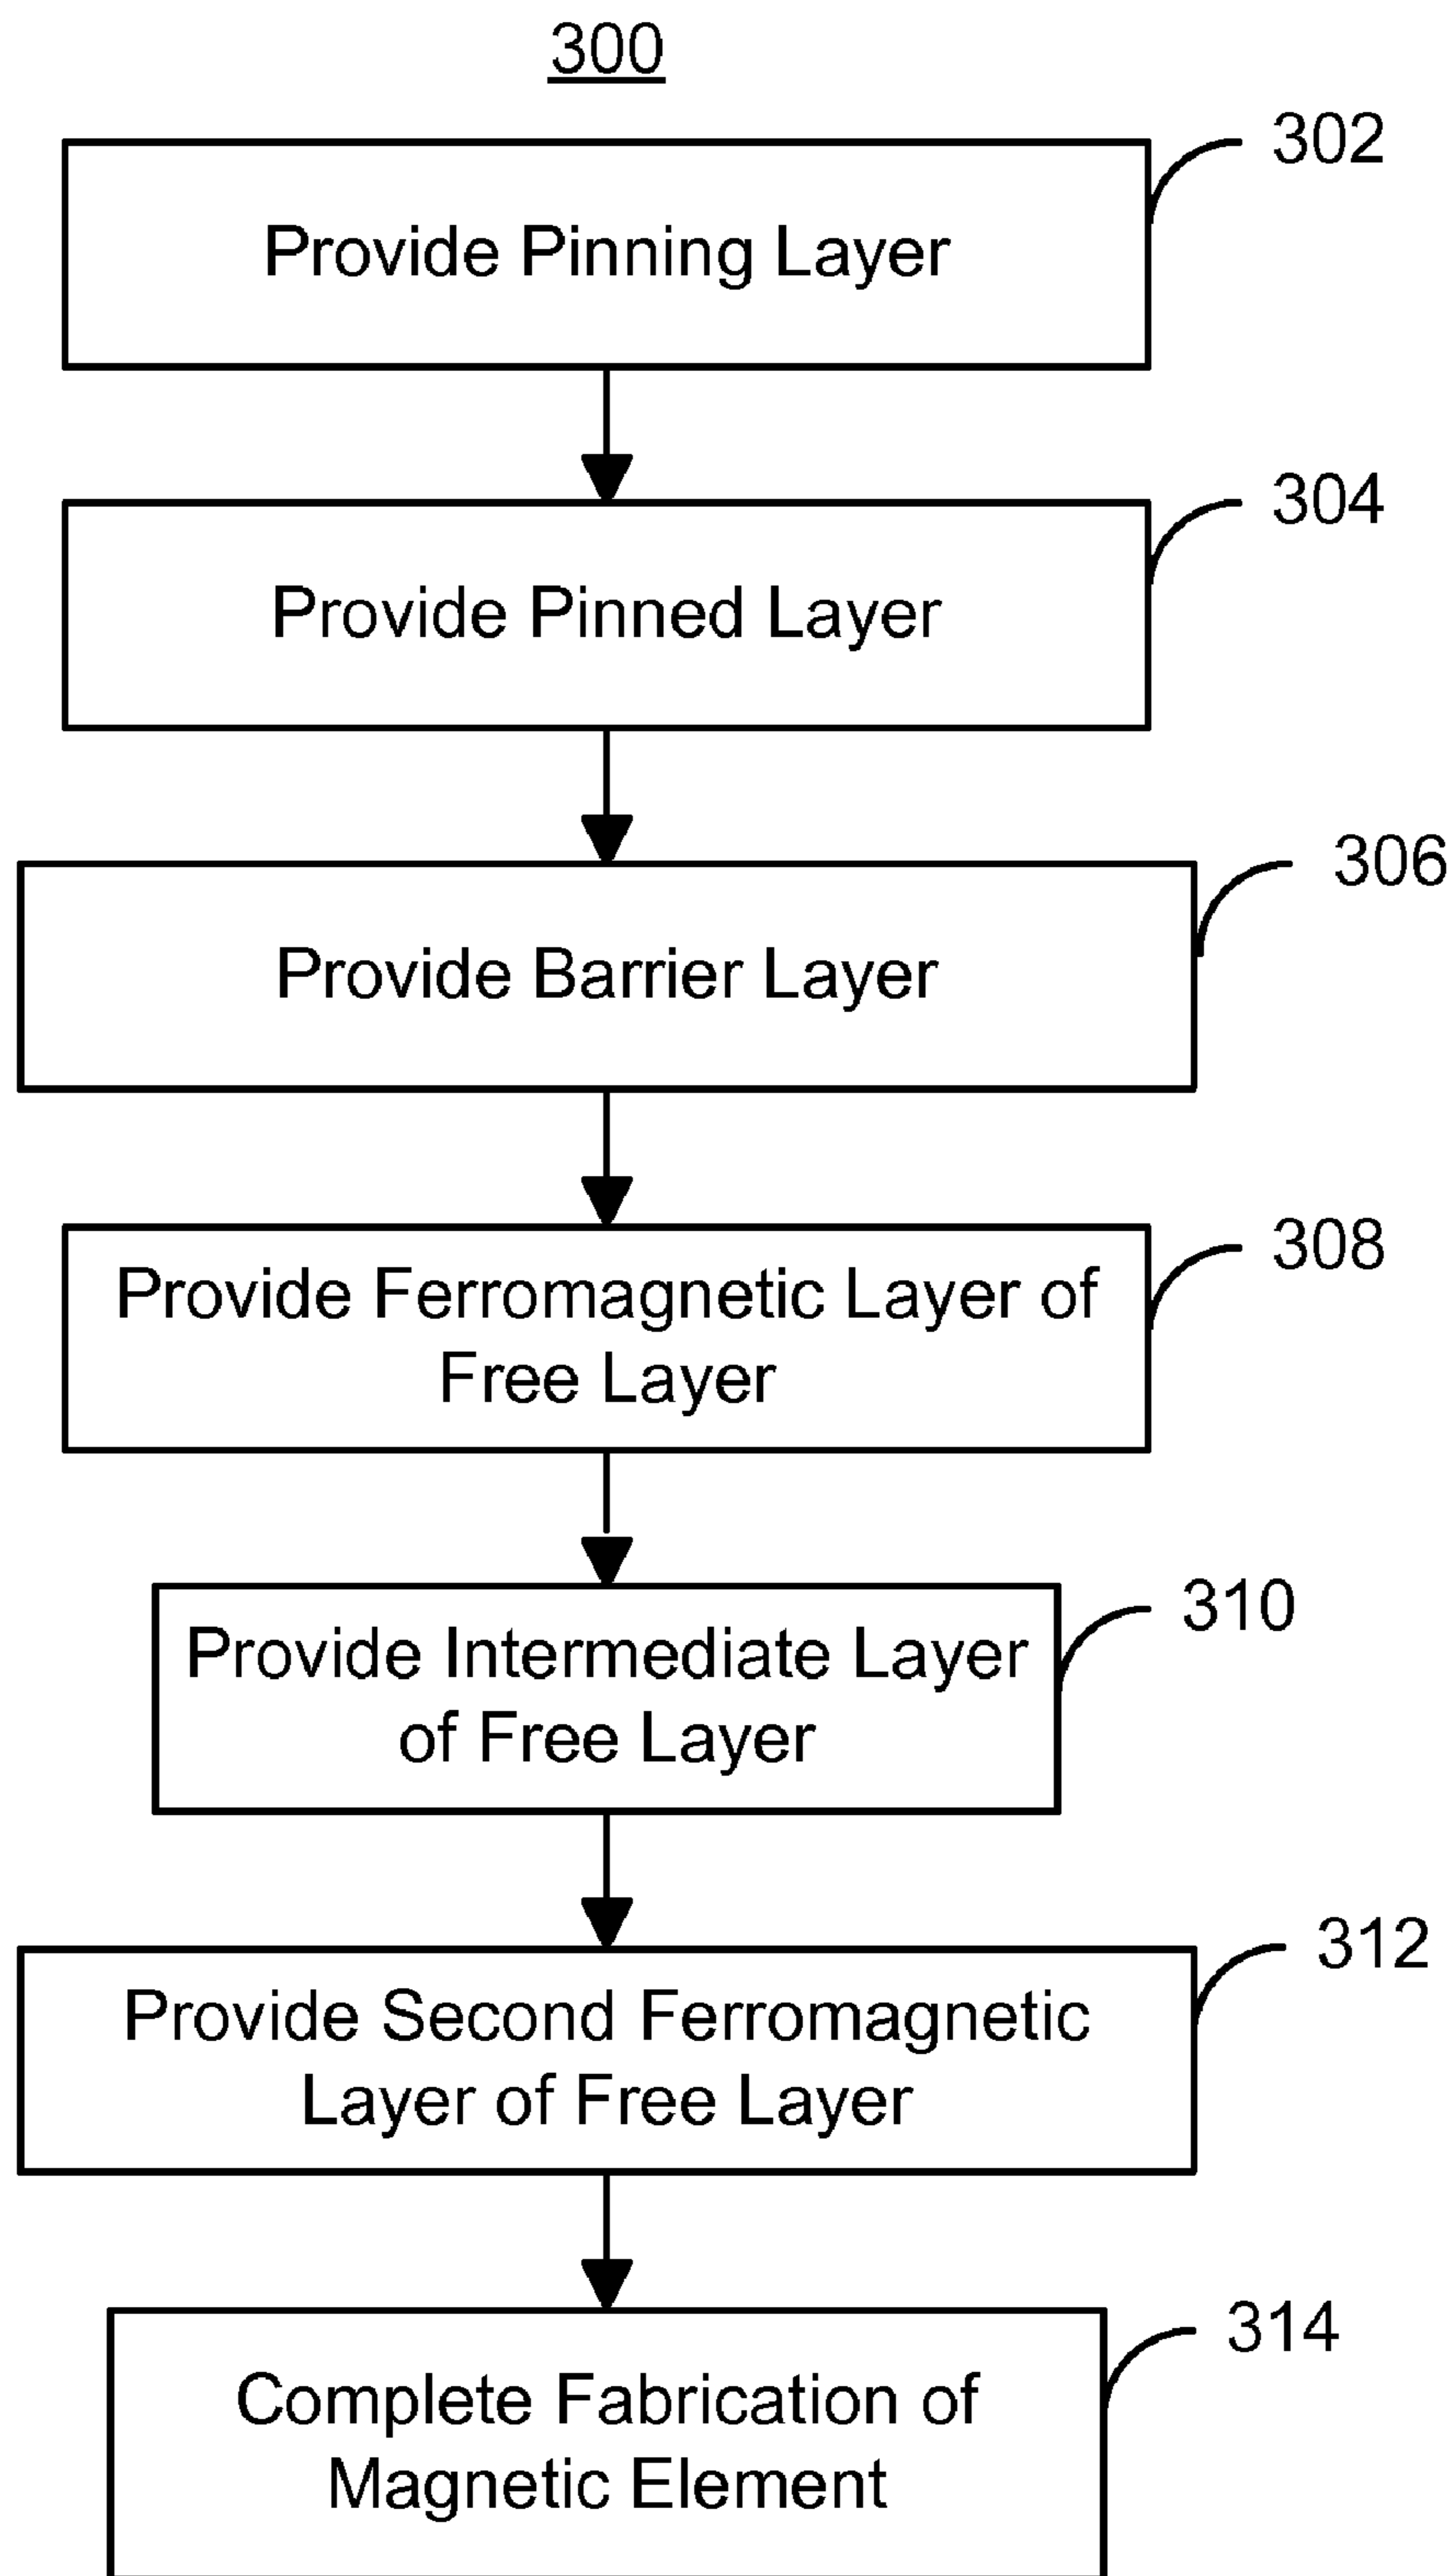 300
302
Provide Pinning Layer
304
Provide Pinned Layer
306
Provide Barrier Layer
308
Provide Ferromagnetic Layer of
Free Layer
310
Provide Intermediate Layer
of Free Layer
312
Provide Second Ferromagnetic
Layer of Free Layer
314
Complete Fabrication of
Magnetic Element